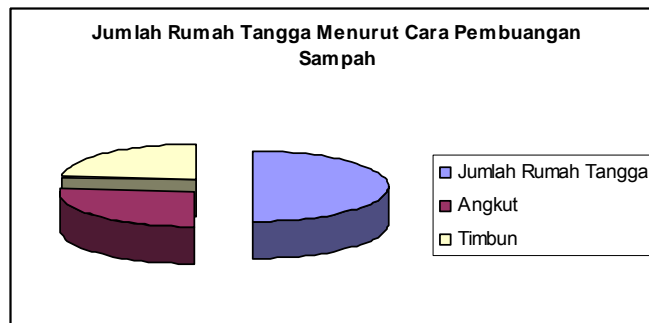 Jumlah Rumah Tangga Menurut Cara Pembuangan
Sampah
Jumlah Rumah Tangga
Angkut
Timbun